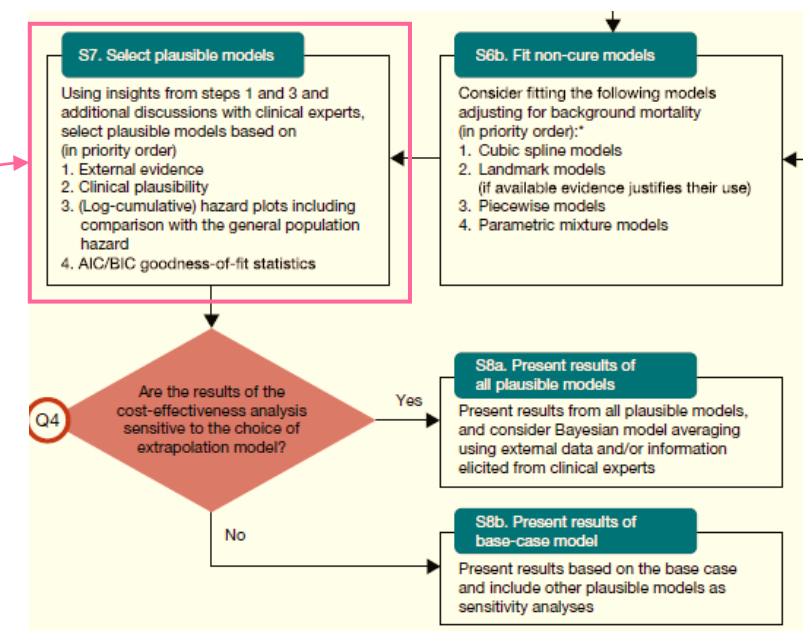 S7. Select plausible models
Using insights from steps 1 and 3 and
additional discussions with clinical experts,
select plausible models based on
(in priority order)
1. External evidence
2. Clinical plausibility
3. (Log-cumulative) hazard plots including
comparison with the general population
hazard
4. AIC/BIC goodness-of-fit statistics
S6b. Fit non-cure models
Consider fitting the following models
adjusting for background mortality
(in priority order):*
1. Cubic spline models
2. Landmark models
(if available evidence justifies their use)
3. Piecewise models
4. Parametric mixture models
Q4
Are the results of the
cost-effectiveness analysis
sensitive to the choice of
extrapolation model?
Yes
S8a. Present results of
all plausible models
Present results from all plausible models,
and consider Bayesian model averaging
using external data and/or information
elicited from clinical experts
No
S8b. Present results of
base-case model
Present results based on the base case
and include other plausible models as
sensitivity analyses